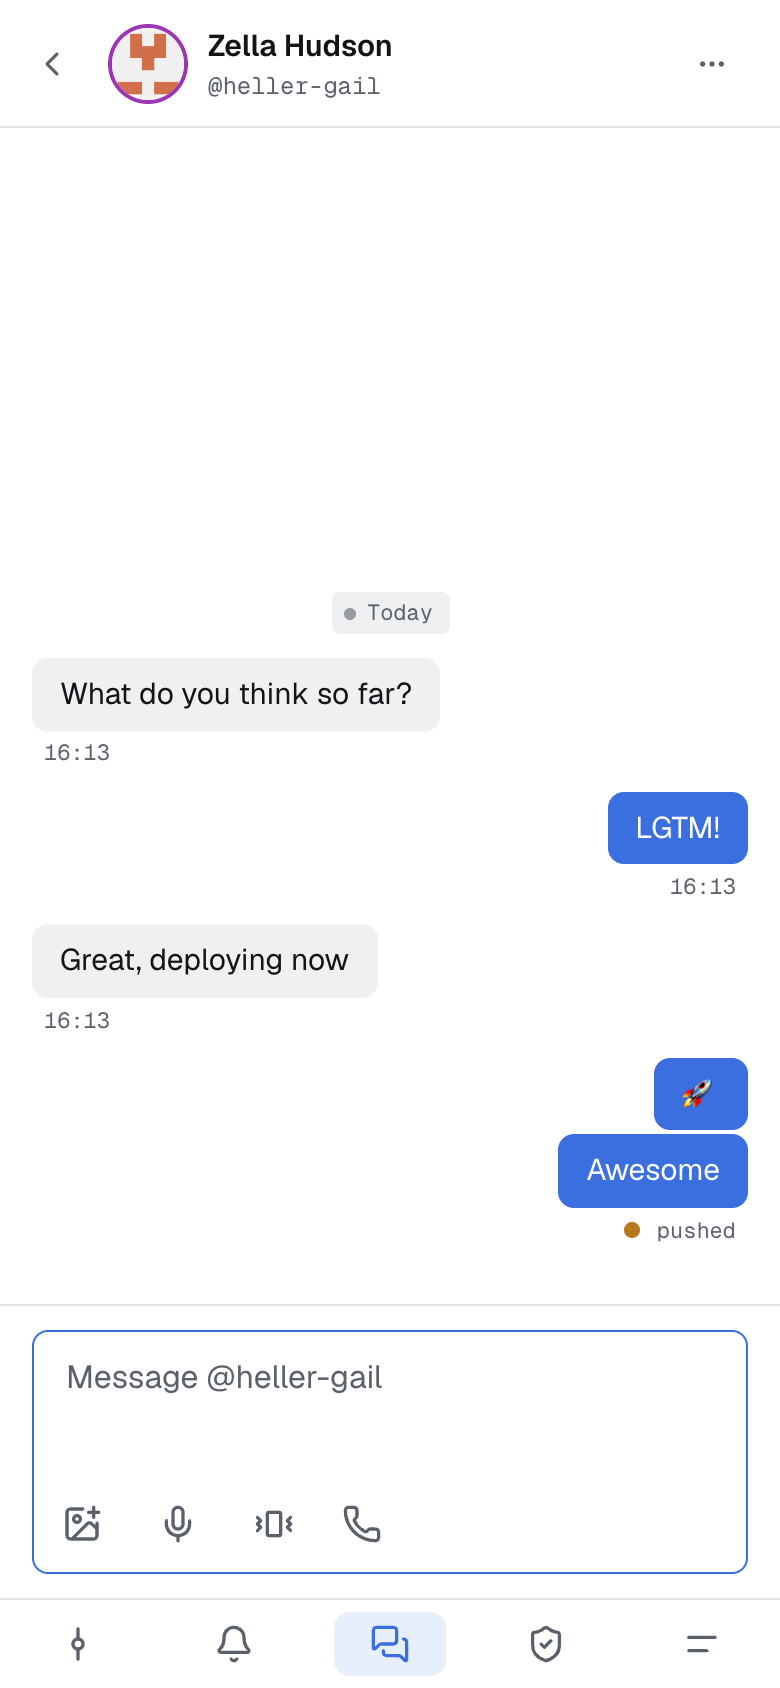 Zella Hudson
@heller-gail
Today
What do you think so far?
16:13
LGTM!
16:13
Great, deploying now
16:13
🚀
Awesome
pushed
Message @heller-gail